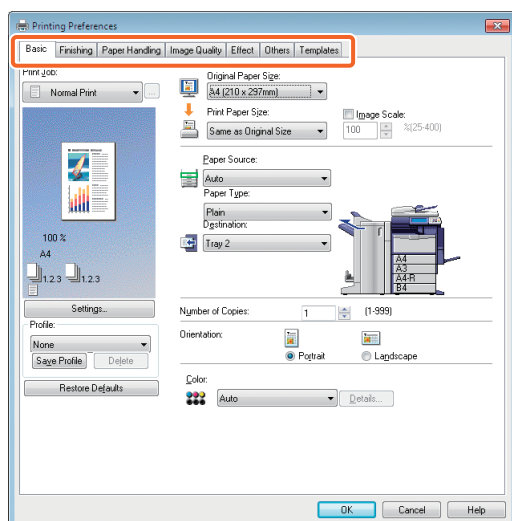 Printing Preferences
Basic Finishing Paper Handling Image Quality Effect Others Templates
Print Job:
Normal Print
...
100 %
A4
1.2.3 1.2.3
Settings...
Profile:
None
Save Profile Delete
Restore Defaults
Original Paper Size:
A4 (210 x 297mm)
Print Paper Size:
Same as Original Size
Image Scale:
100 %(25-400)
Paper Source:
Auto
Paper Type:
Plain
Destination:
Tray 2
A4
A3
A4-R
B4
Number of Copies: 1 (1-999)
Orientation:
Portrait Landscape
Color:
Auto Details...
OK Cancel Help